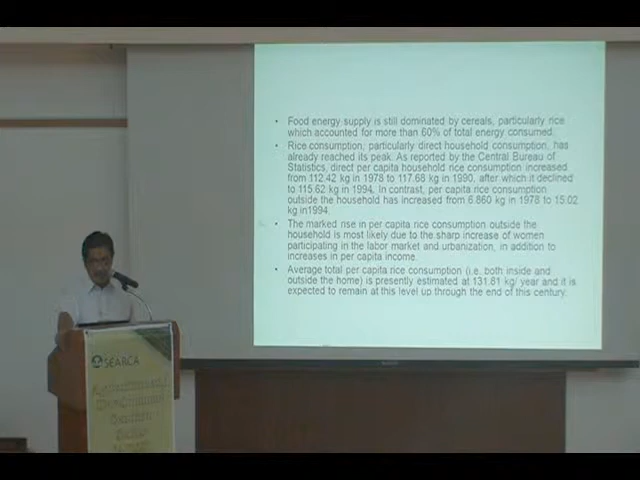 • Food energy supply is still dominated by cereals, particularly rice
which accounted for more than 60% of total energy consumed.
• Rice consumption, particularly direct household consumption, has
already reached its peak. As reported by the Central Bureau of
Statistics, direct per capita household rice consumption increased
from 112.42 kg in 1978 to 117.68 kg in 1990, after which it declined
to 115.62 kg in 1994. In contrast, per capita rice consumption
outside the household has increased from 6.860 kg in 1978 to 15.02
kg in1994.
• The marked rise in per capita rice consumption outside the
household is most likely due to the sharp increase of women
participating in the labor market and urbanization, in addition to
increases in per capita income.
• Average total per capita rice consumption (i.e. both inside and
outside the home) is presently estimated at 131.81 kg/ year and it is
expected to remain at this level up through the end of this century.
SEARCA